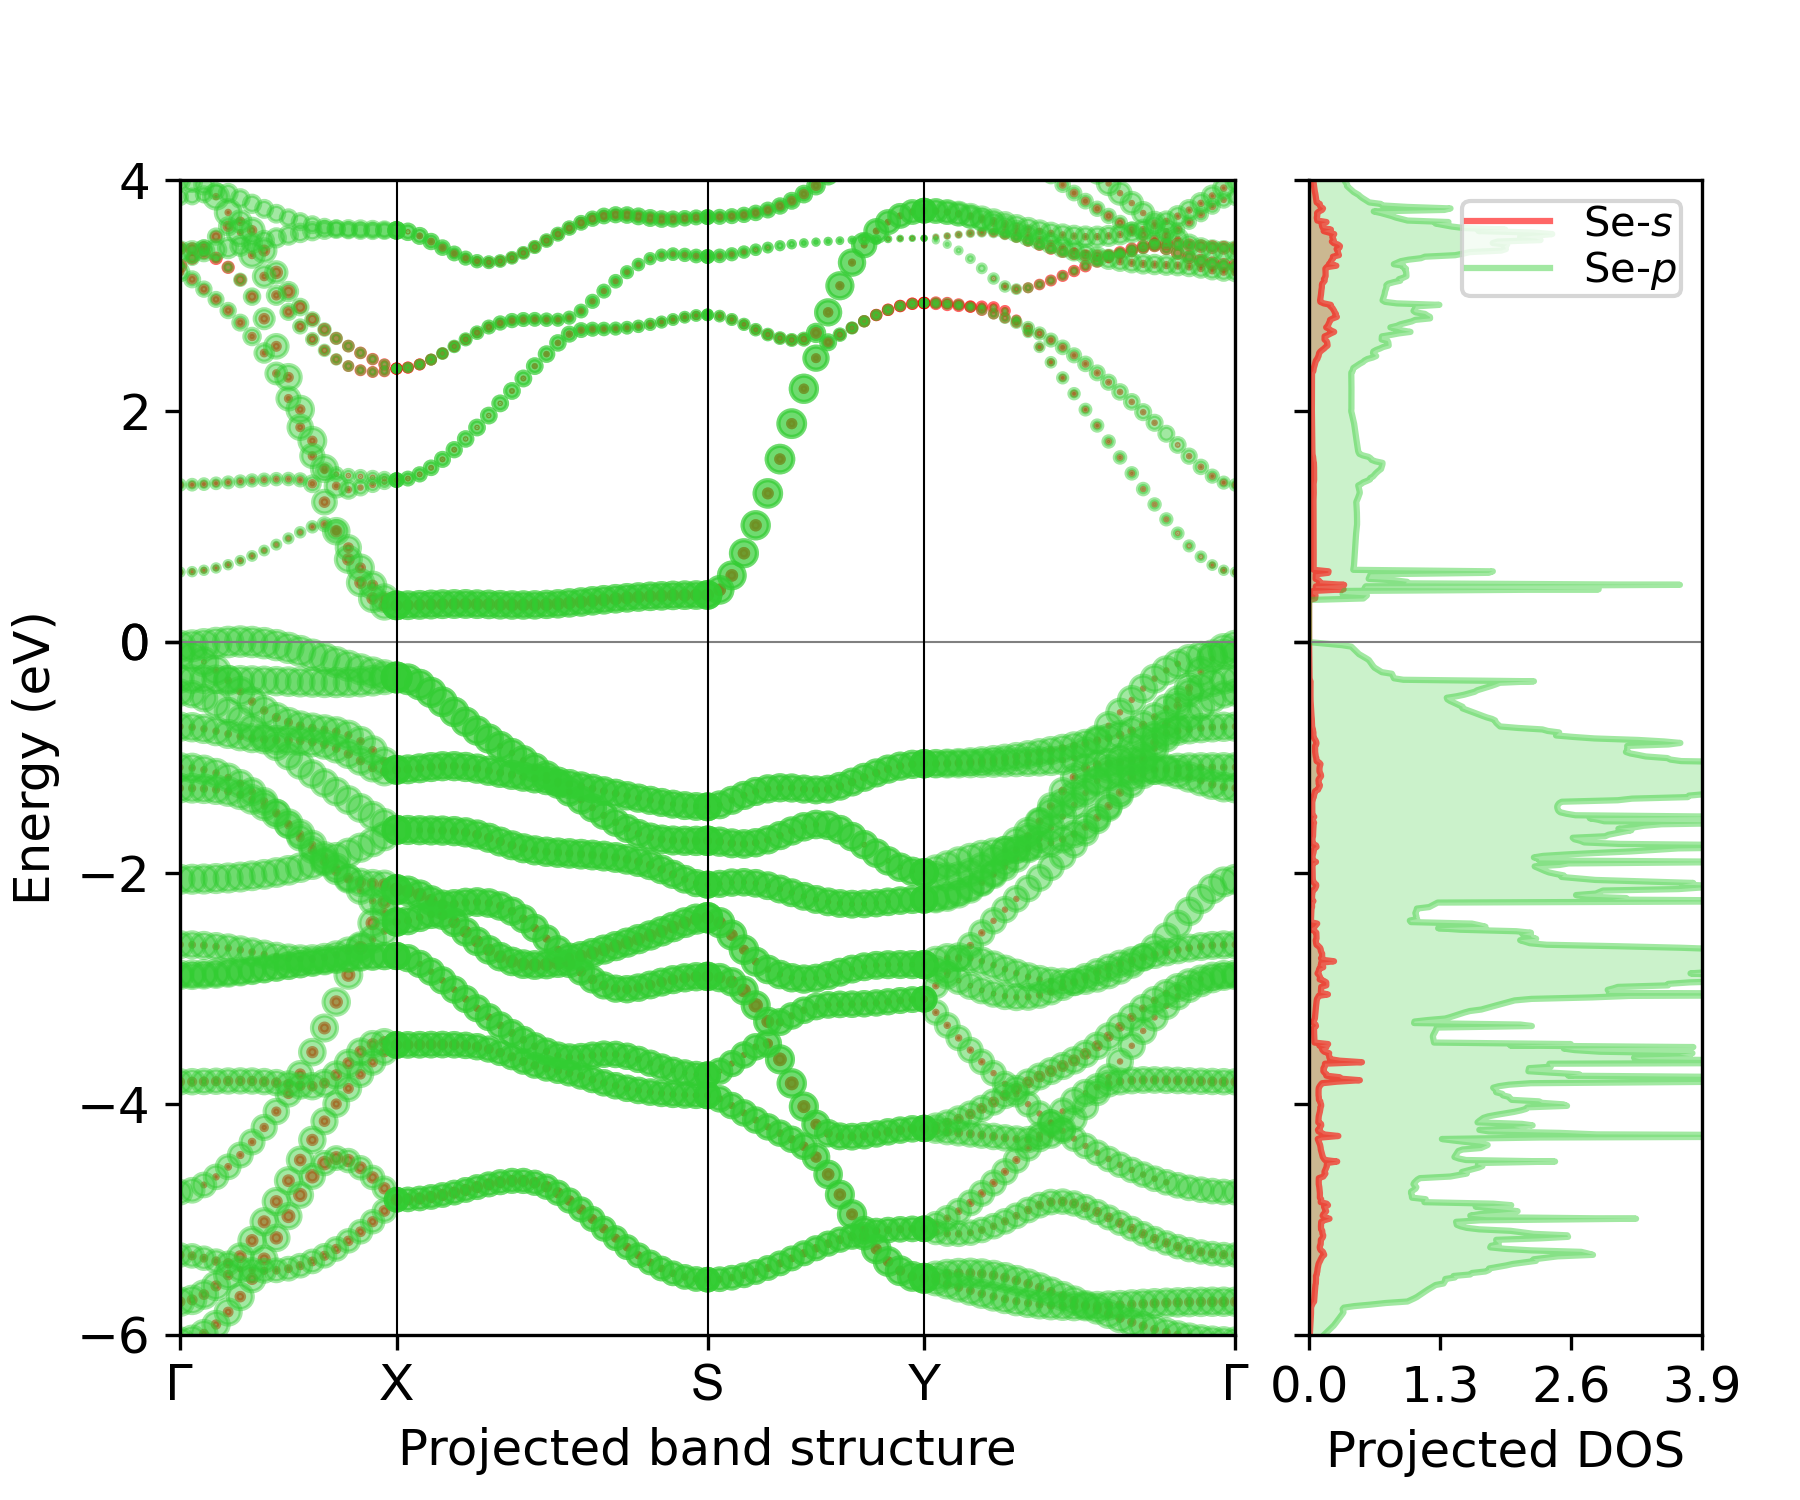 4
2
0
−2
−4
−6
Energy (eV)
Γ X S Y Γ
Projected band structure
Se-s
Se-p
0.0 1.3 2.6 3.9
Projected DOS